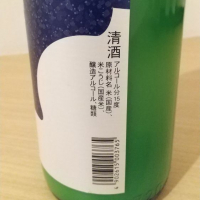 清酒
アルコール分15度
原材料名 米(国産)、
米こうじ(国産米)、
醸造アルコール、糖類